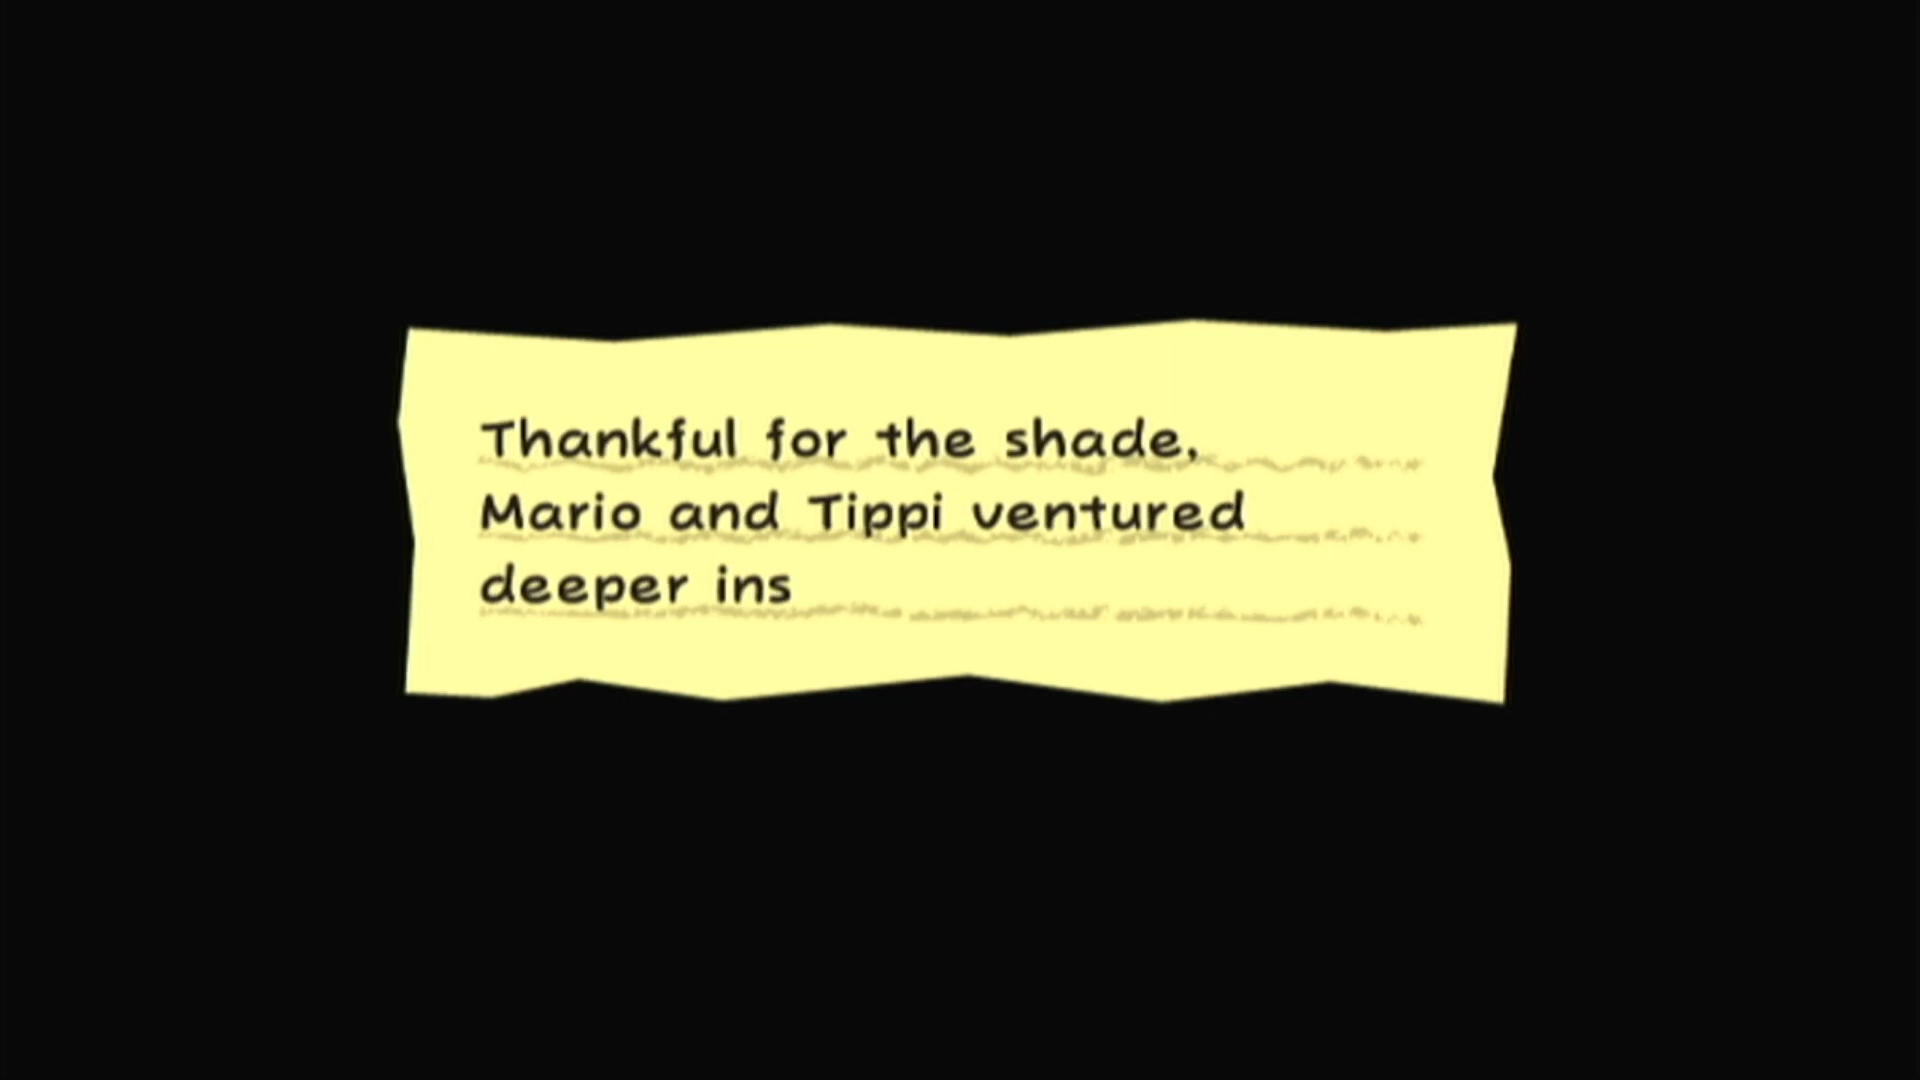 Thankful for the shade,
Mario and Tippi ventured
deeper ins